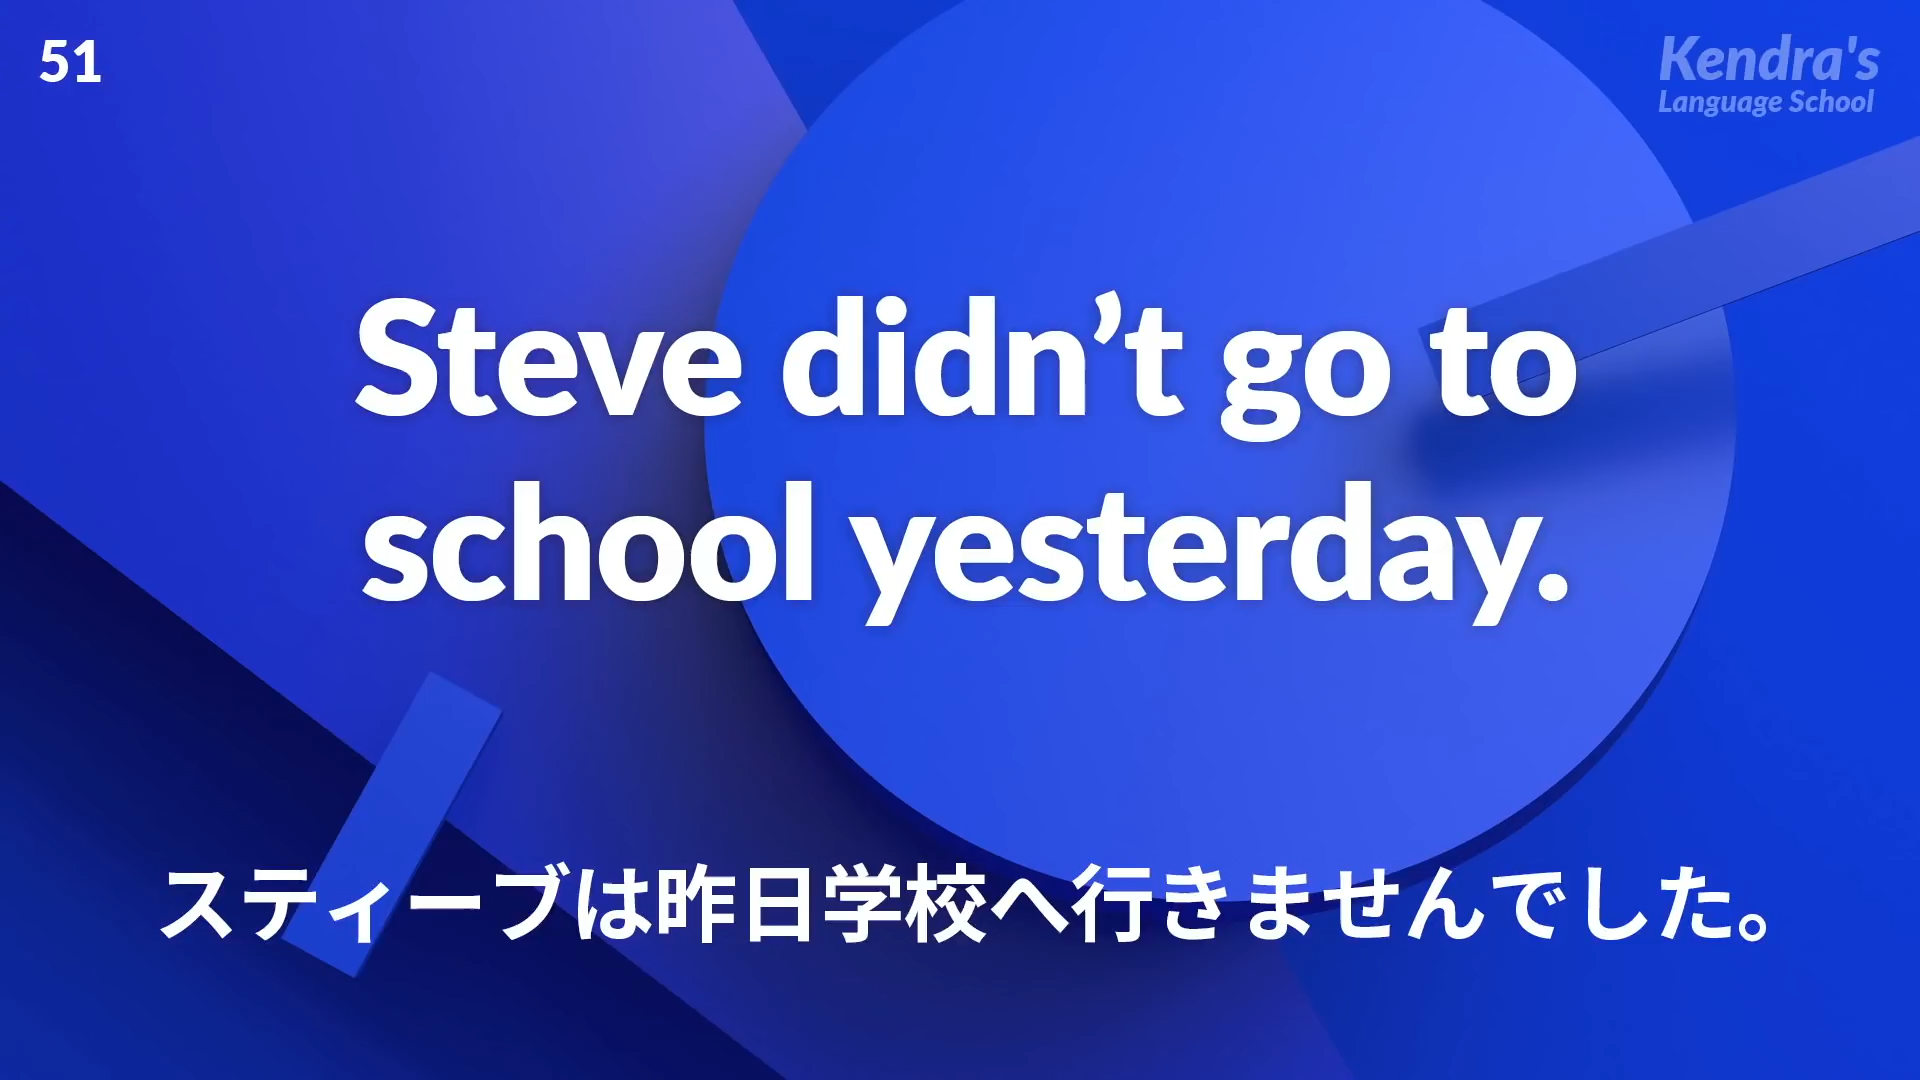 51
Kendra's
Language School
Steve didn’t go to
school yesterday.
スティーブは昨日学校へ行きませんでした。